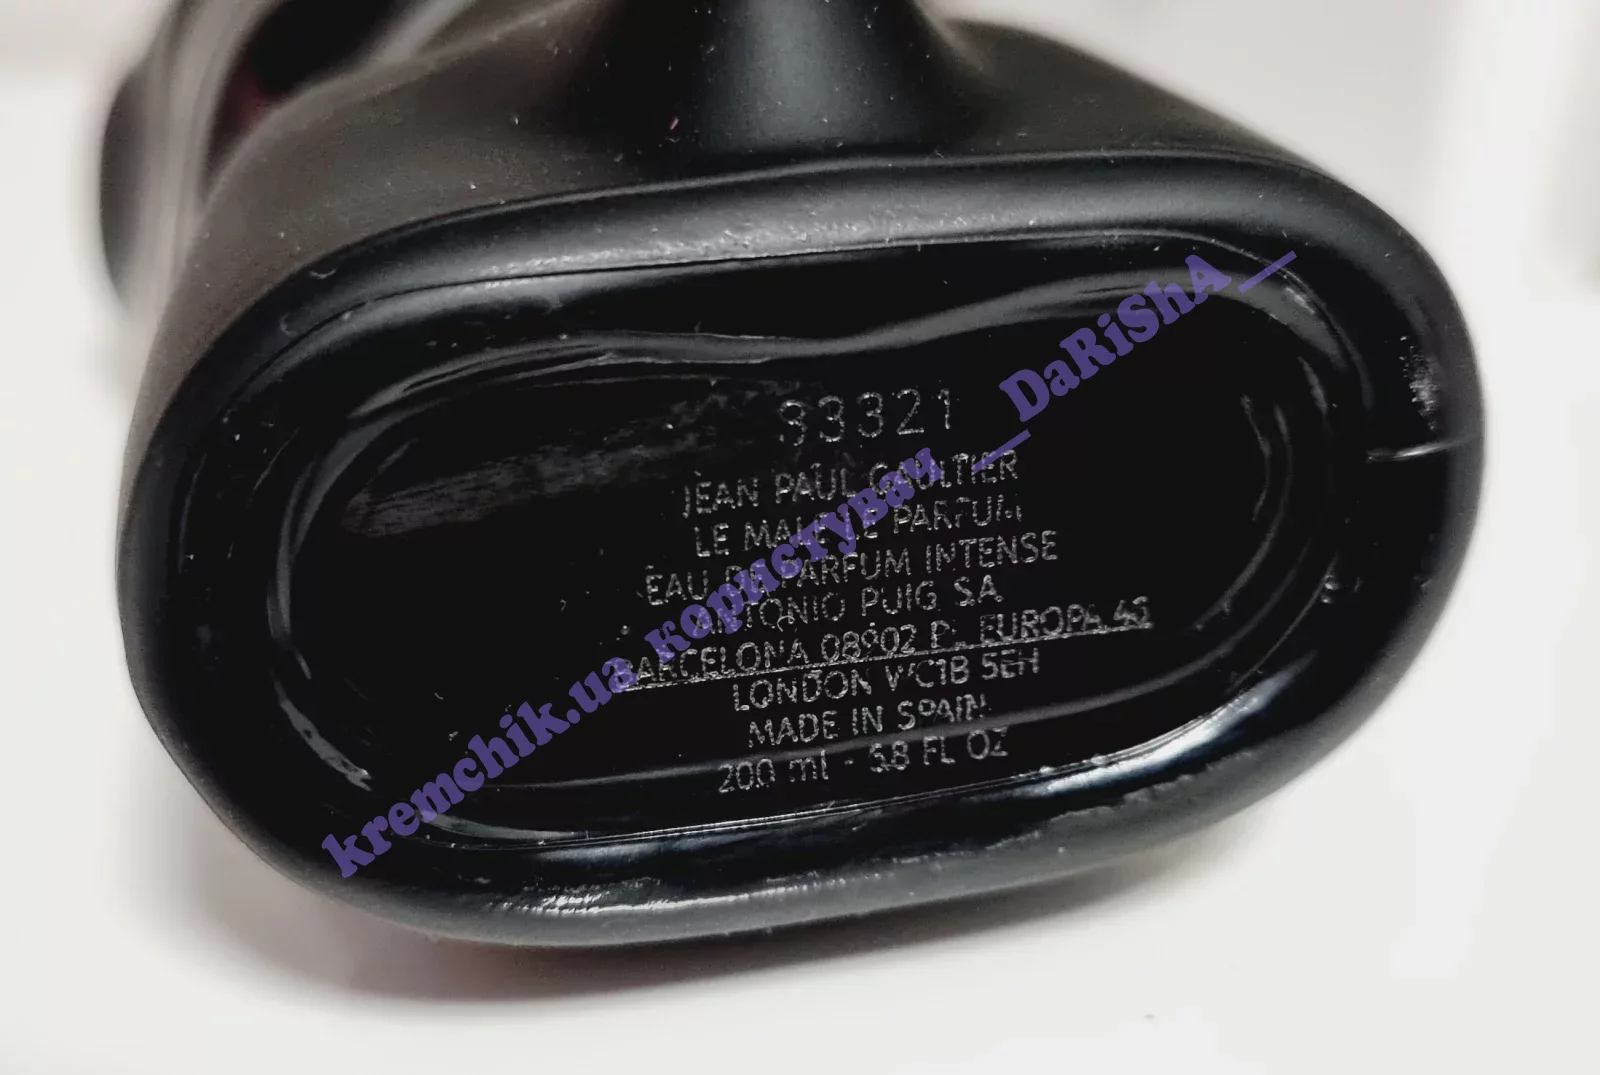 33321
JEAN PAUL GAULTIER
LE MALE LE PARFUM
EAU DE PARFUM INTENSE
ANTONIO PUIG S.A.
BARCELONA 08902 PL. EUROPA, 46
LONDON WC1B 5EH
MADE IN SPAIN
200 ml - 5.8 FL OZ
kremchik.ua користувач __DaRiShA__